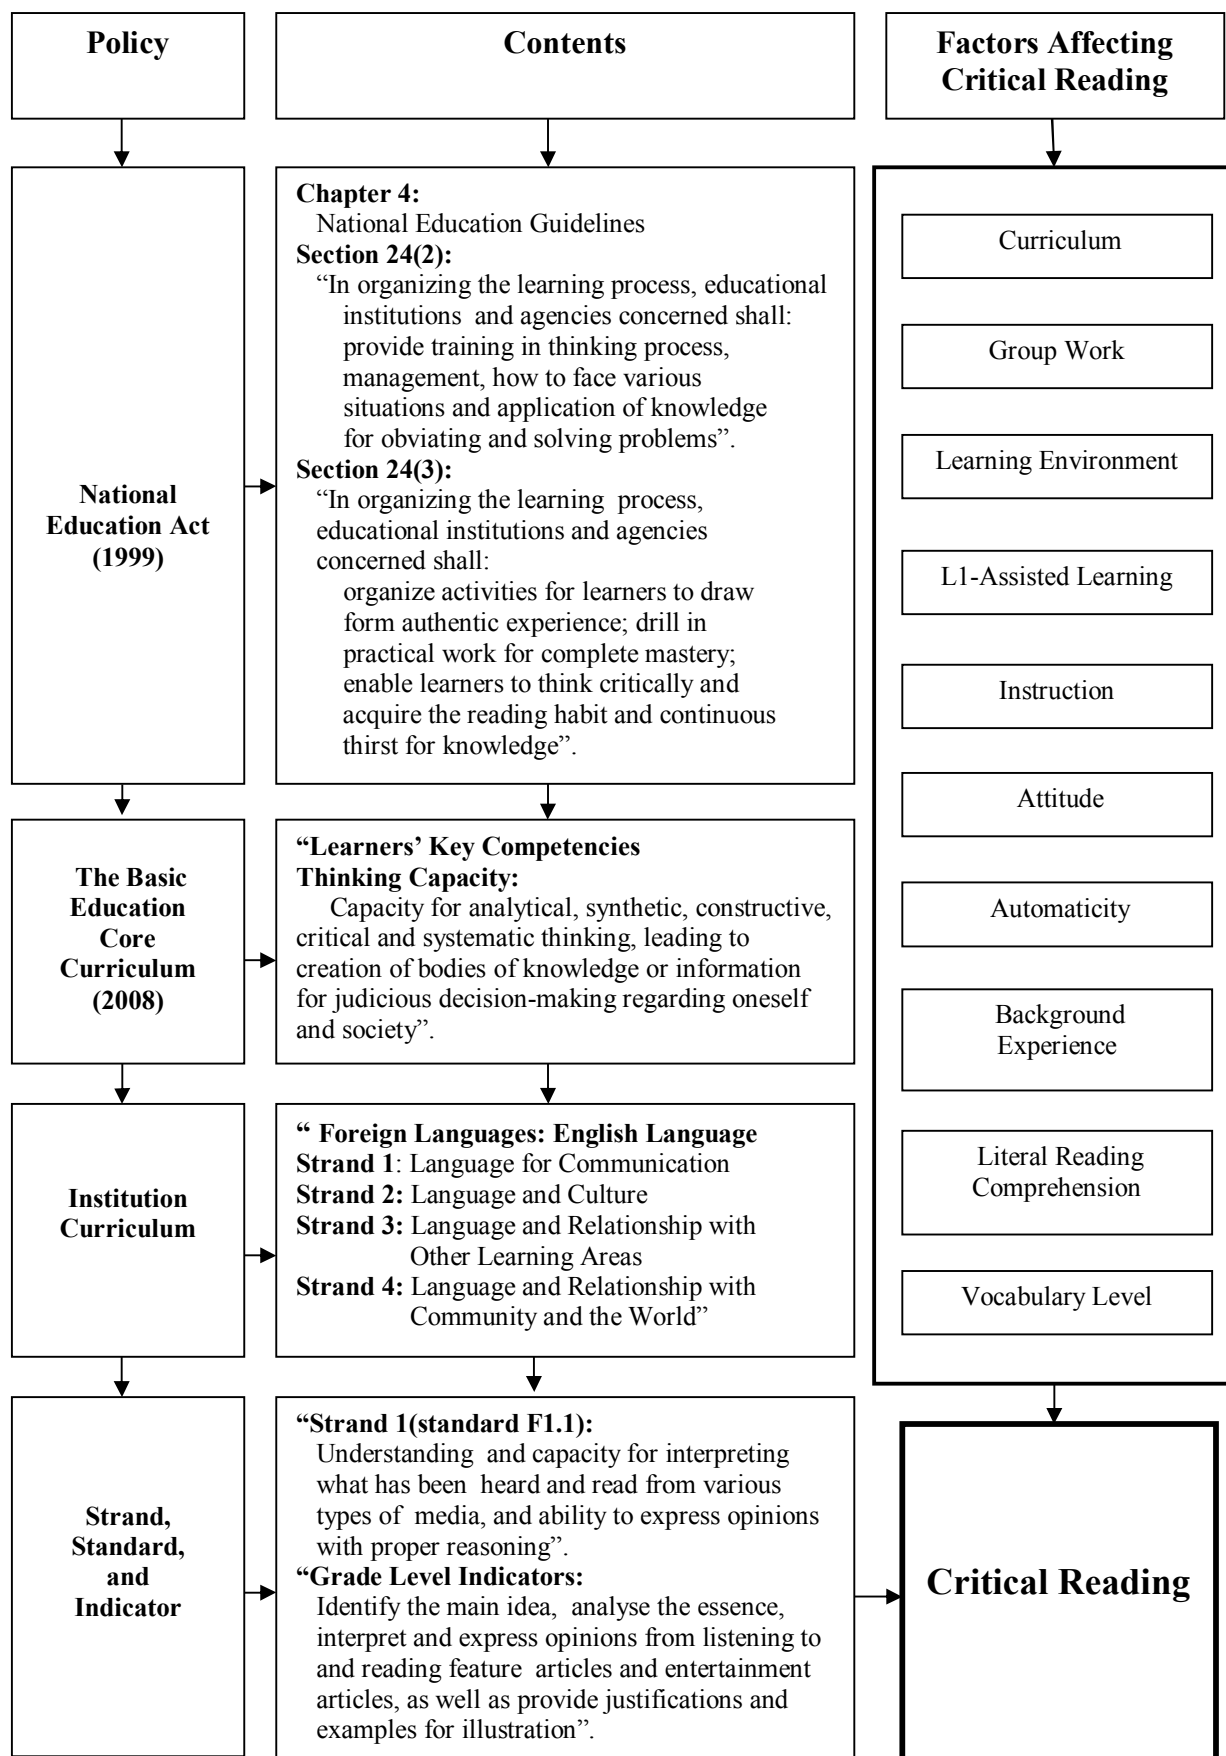 Policy
Contents
Factors Affecting
Critical Reading
National
Education Act
(1999)
Chapter 4:
National Education Guidelines
Section 24(2):
“In organizing the learning process, educational
institutions and agencies concerned shall:
provide training in thinking process,
management, how to face various
situations and application of knowledge
for obviating and solving problems”.
Section 24(3):
“In organizing the learning process,
educational institutions and agencies
concerned shall:
organize activities for learners to draw
form authentic experience; drill in
practical work for complete mastery;
enable learners to think critically and
acquire the reading habit and continuous
thirst for knowledge”.
The Basic
Education
Core
Curriculum
(2008)
“Learners’ Key Competencies
Thinking Capacity:
Capacity for analytical, synthetic, constructive,
critical and systematic thinking, leading to
creation of bodies of knowledge or information
for judicious decision-making regarding oneself
and society”.
Institution
Curriculum
“ Foreign Languages: English Language
Strand 1: Language for Communication
Strand 2: Language and Culture
Strand 3: Language and Relationship with
Other Learning Areas
Strand 4: Language and Relationship with
Community and the World”
Strand,
Standard,
and
Indicator
“Strand 1(standard F1.1):
Understanding and capacity for interpreting
what has been heard and read from various
types of media, and ability to express opinions
with proper reasoning”.
“Grade Level Indicators:
Identify the main idea, analyse the essence,
interpret and express opinions from listening to
and reading feature articles and entertainment
articles, as well as provide justifications and
examples for illustration”.
Curriculum
Group Work
Learning Environment
L1-Assisted Learning
Instruction
Attitude
Automaticity
Background
Experience
Literal Reading
Comprehension
Vocabulary Level
Critical Reading